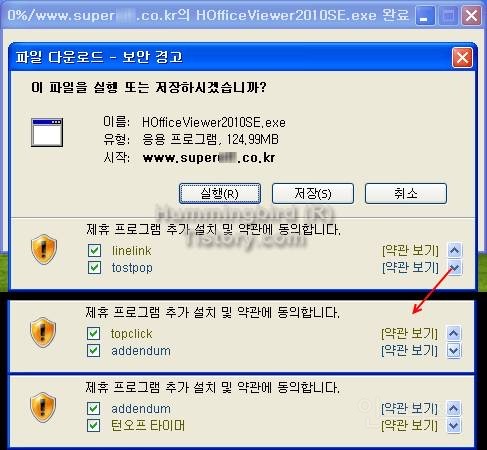 0%/www.super .co.kr의 HOfficeViewer2010SE.exe 완료
파일 다운로드 - 보안 경고
이 파일을 실행 또는 저장하시겠습니까?
이름: HOfficeViewer2010SE.exe
유형: 응용 프로그램, 124,99MB
시작: www.super .co.kr
실행(R) 저장(S) 취소
Hummingbird (R)
Tistory.com
제휴 프로그램 추가 설치 및 약관에 동의합니다.
linelink [약관 보기]
tostpop [약관 보기]
제휴 프로그램 추가 설치 및 약관에 동의합니다.
topclick [약관 보기]
addendum [약관 보기]
제휴 프로그램 추가 설치 및 약관에 동의합니다.
addendum [약관 보기]
턴오프 타이머 [약관 보기]